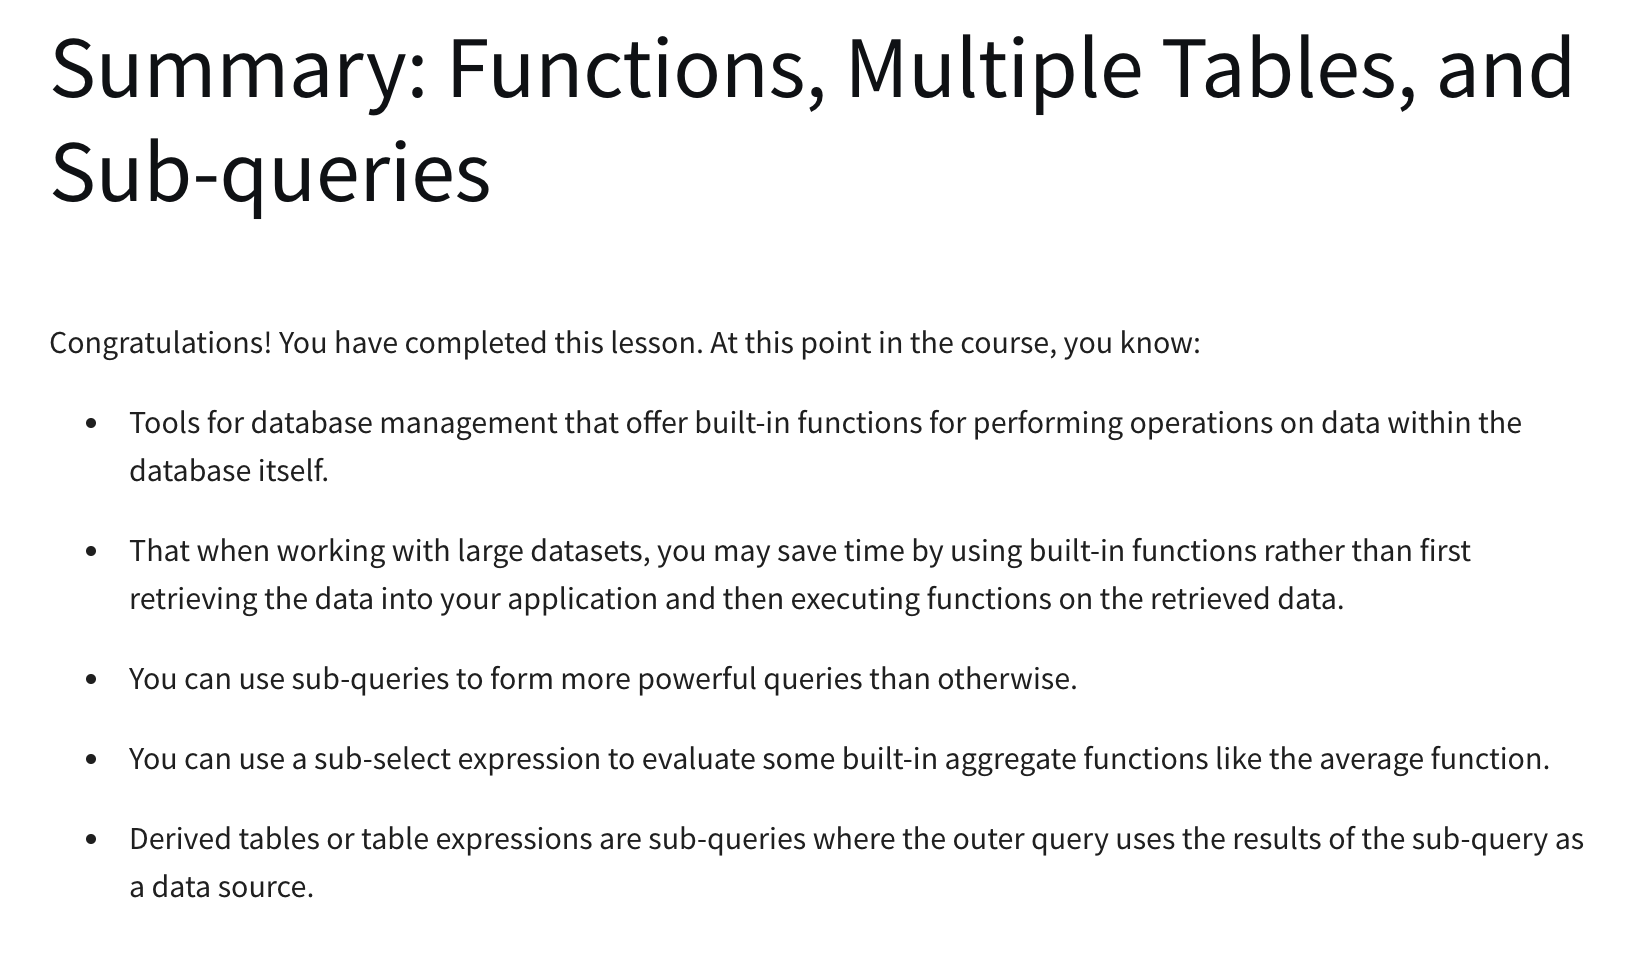 Summary: Functions, Multiple Tables, and
Sub-queries
Congratulations! You have completed this lesson. At this point in the course, you know:
• Tools for database management that offer built-in functions for performing operations on data within the
database itself.
• That when working with large datasets, you may save time by using built-in functions rather than first
retrieving the data into your application and then executing functions on the retrieved data.
• You can use sub-queries to form more powerful queries than otherwise.
• You can use a sub-select expression to evaluate some built-in aggregate functions like the average function.
• Derived tables or table expressions are sub-queries where the outer query uses the results of the sub-query as
a data source.